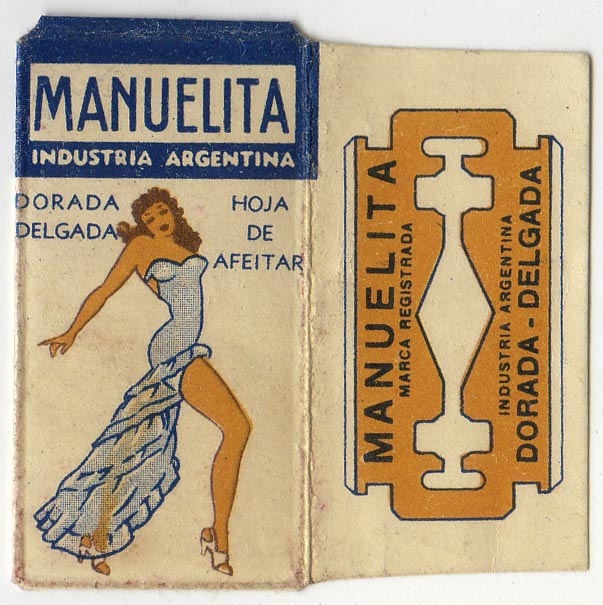 MANUELITA
INDUSTRIA ARGENTINA
DORADA
DELGADA
HOJA
DE
AFEITAR
MANUELITA
MARCA REGISTRADA
INDUSTRIA ARGENTINA
DORADA - DELGADA